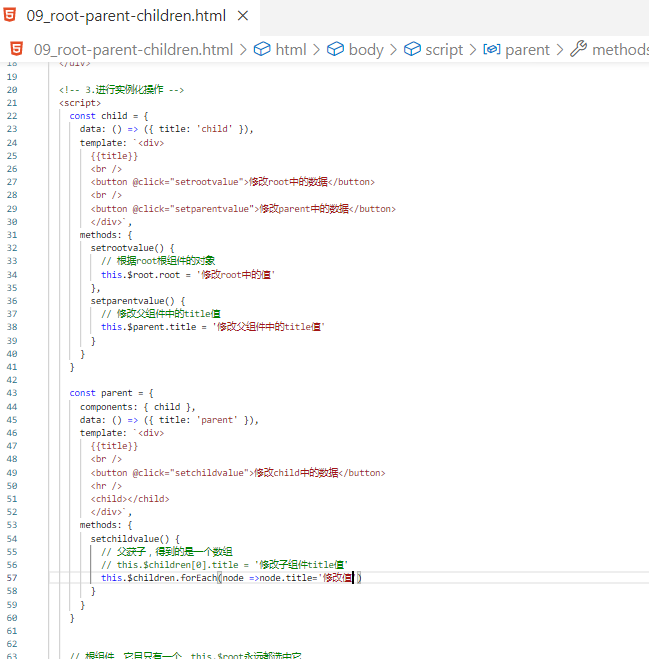 09_root-parent-children.html ×
09_root-parent-children.html > html > body > script > parent > methods
18 </div>
19
20 <!-- 3.进行实例化操作 -->
21 <script>
22 const child = {
23 data: () => ({ title: 'child' }),
24 template: `<div>
25 {{title}}
26 <br />
27 <button @click="setrootvalue">修改root中的数据</button>
28 <br />
29 <button @click="setparentvalue">修改parent中的数据</button>
30 </div>`,
31 methods: {
32 setrootvalue() {
33 // 根据root根组件的对象
34 this.$root.root = '修改root中的值'
35 },
36 setparentvalue() {
37 // 修改父组件中的title值
38 this.$parent.title = '修改父组件中的title值'
39 }
40 }
41 }
42
43 const parent = {
44 components: { child },
45 data: () => ({ title: 'parent' }),
46 template: `<div>
47 {{title}}
48 <br />
49 <button @click="setchildvalue">修改child中的数据</button>
50 <hr />
51 <child></child>
52 </div>`,
53 methods: {
54 setchildvalue() {
55 // 父获子，得到的是一个数组
56 // this.$children[0].title = '修改子组件title值'
57 this.$children.forEach(node =>node.title='修改值')
58 }
59 }
60 }
61
62
63 // 根组件，它只有一个，this.$root永远都选中它